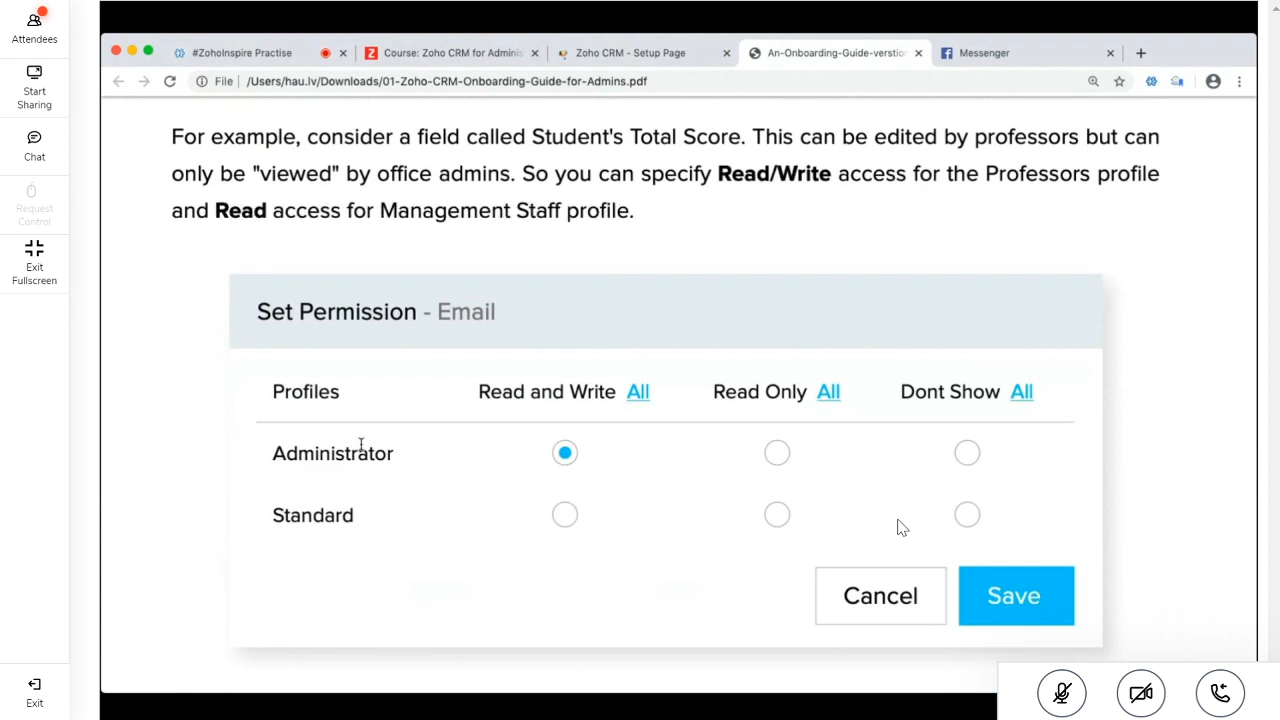 Attendees
Start
Sharing
Chat
Request
Control
Exit
Fullscreen
Exit
#ZohoInspire Practise
Course: Zoho CRM for Adminis
Zoho CRM - Setup Page
An-Onboarding-Guide-verstion
Messenger
File
/Users/hau.lv/Downloads/01-Zoho-CRM-Onboarding-Guide-for-Admins.pdf
For example, consider a field called Student's Total Score. This can be edited by professors but can
only be "viewed" by office admins. So you can specify Read/Write access for the Professors profile
and Read access for Management Staff profile.
Set Permission - Email
Profiles Read and Write All Read Only All Dont Show All
Administrator
Standard
Cancel Save